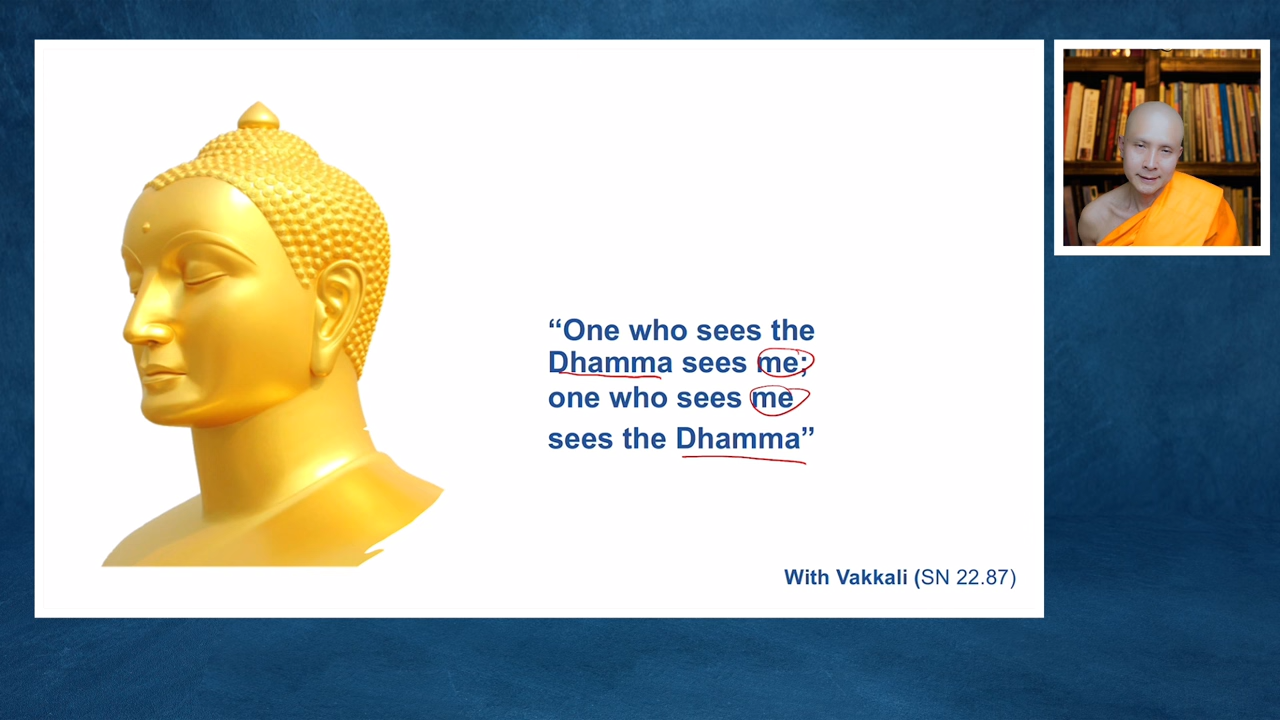 “One who sees the
Dhamma sees me;
one who sees me
sees the Dhamma”
With Vakkali (SN 22.87)